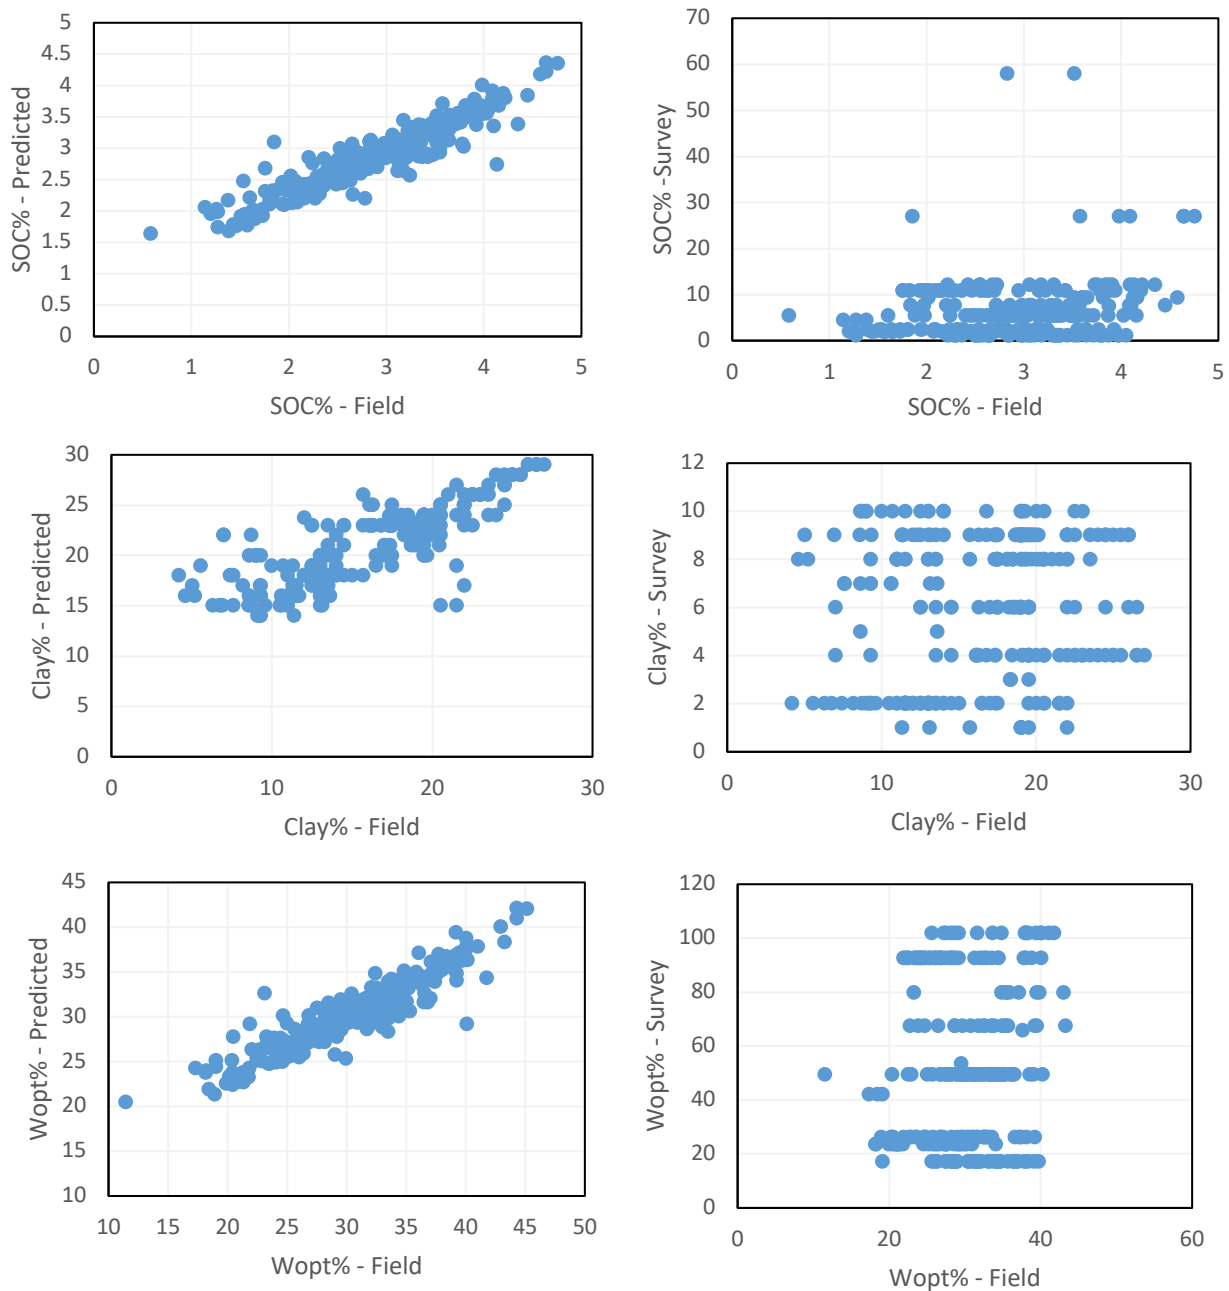 5
4.5
4
3.5
3
2.5
2
1.5
1
0.5
0
SOC% - Predicted
0 1 2 3 4 5
SOC% - Field
70
60
50
40
30
20
10
0
SOC% -Survey
0 1 2 3 4 5
SOC% - Field
30
25
20
15
10
5
0
Clay% - Predicted
0 10 20 30
Clay% - Field
12
10
8
6
4
2
0
Clay% - Survey
0 10 20 30
Clay% - Field
45
40
35
30
25
20
15
10
Wopt% - Predicted
10 15 20 25 30 35 40 45 50
Wopt% - Field
120
100
80
60
40
20
0
Wopt% - Survey
0 20 40 60
Wopt% - Field